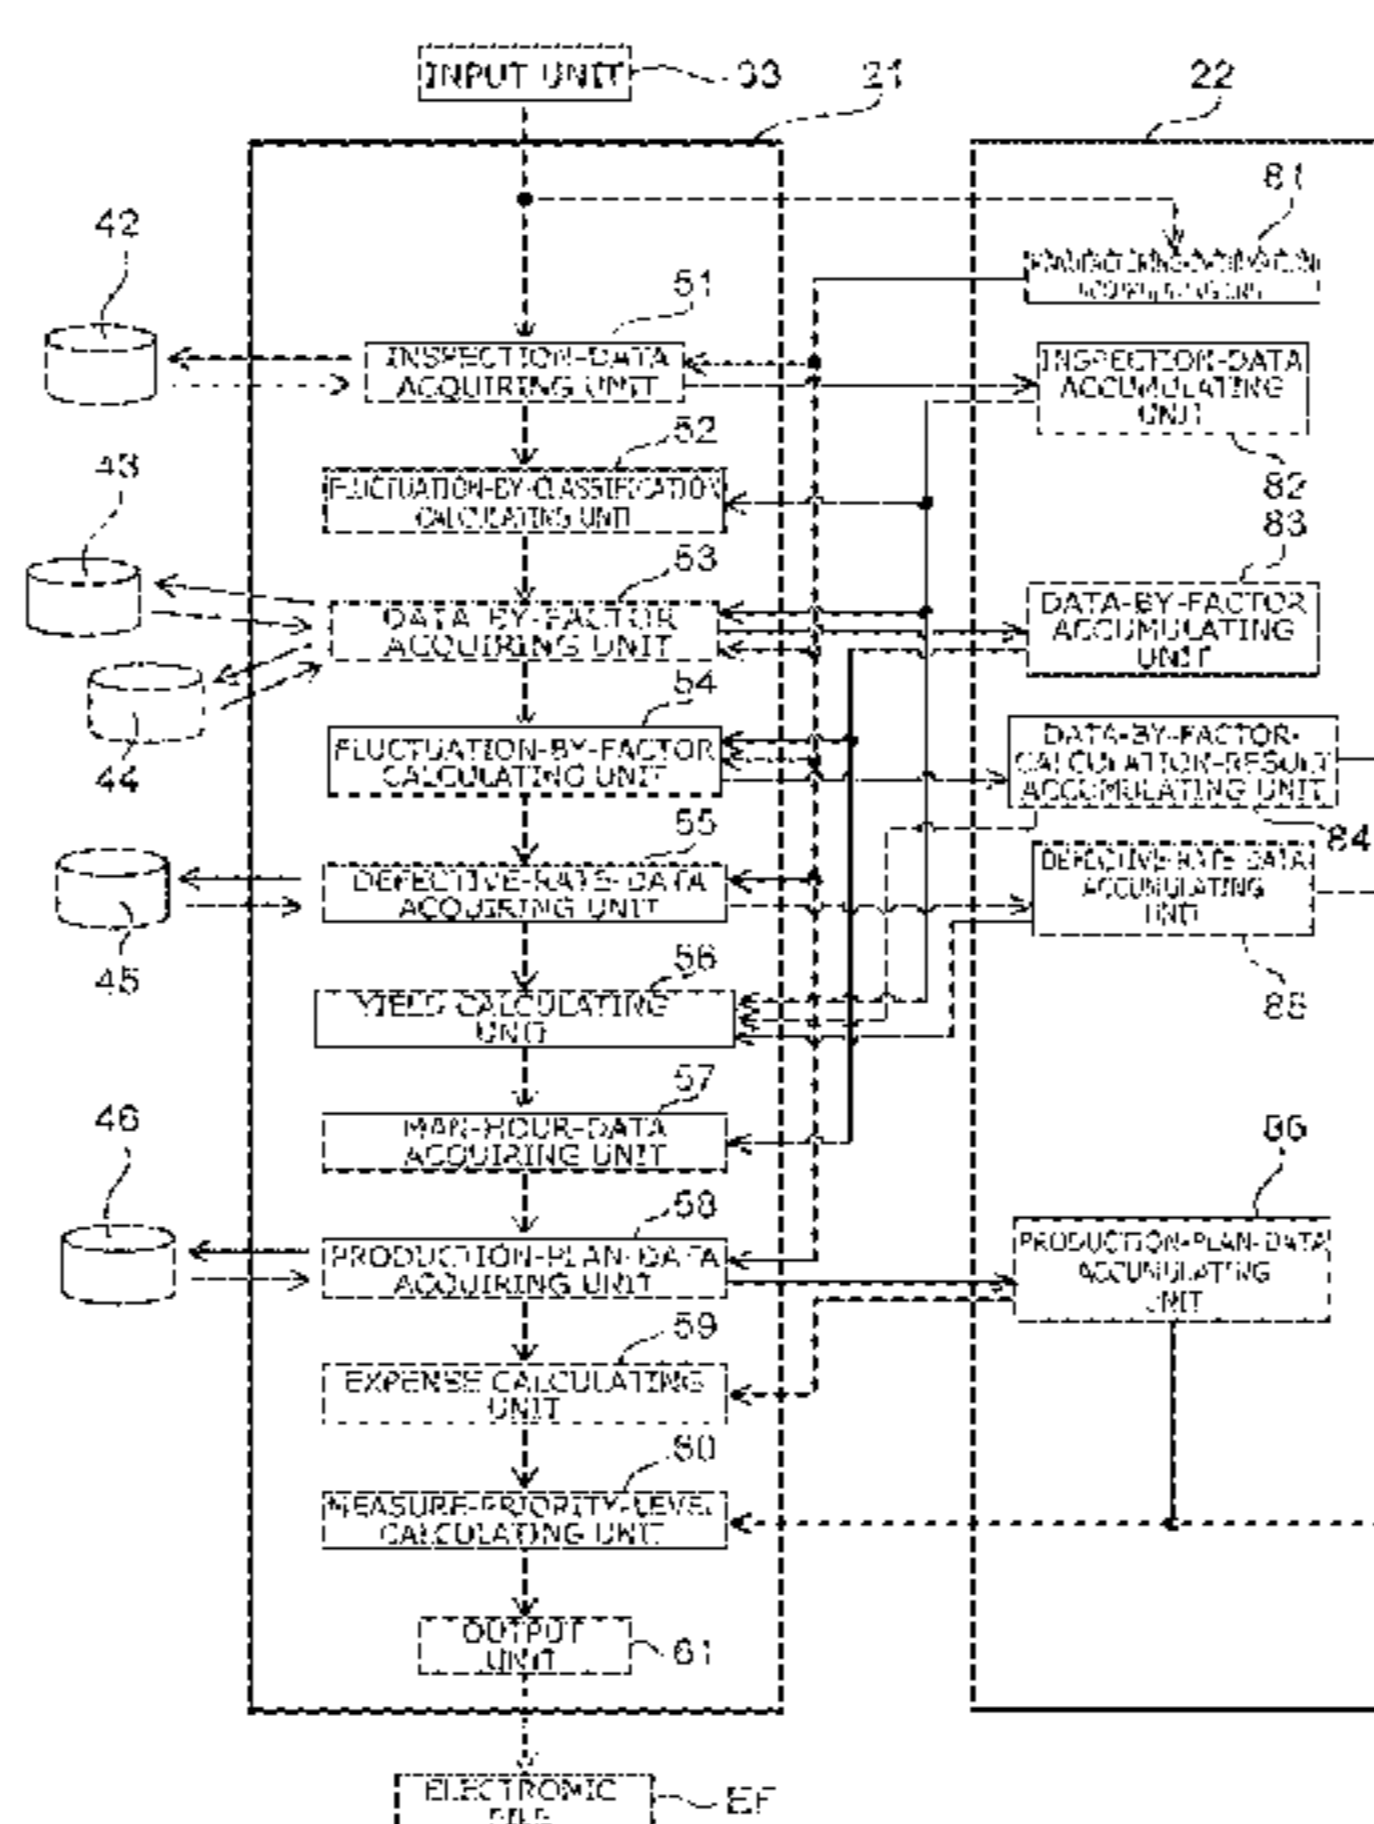 INPUT UNIT
33
21
22
81
42
51
INSPECTION-DATA
ACQUIRING UNIT
INSPECTION-DATA
ACCUMULATING
UNIT
82
52
FLUCTUATION-BY-CLASSIFICATION
CALCULATING UNIT
43
83
53
DATA-BY-FACTOR
ACQUIRING UNIT
DATA-BY-FACTOR
ACCUMULATING
UNIT
44
54
FLUCTUATION-BY-FACTOR
CALCULATING UNIT
DATA-BY-FACTOR-
CALCULATION-RESULT
ACCUMULATING UNIT
84
55
DEFECTIVE-RATE-DATA
ACQUIRING UNIT
DEFECTIVE-RATE-DATA
ACCUMULATING
UNIT
85
45
56
YIELD CALCULATING
UNIT
57
MAN-HOUR-DATA
ACQUIRING UNIT
46
58
PRODUCTION-PLAN-DATA
ACQUIRING UNIT
PRODUCTION-PLAN-DATA
ACCUMULATING
UNIT
59
EXPENSE CALCULATING
UNIT
60
MEASURE-PRIORITY-LEVEL
CALCULATING UNIT
OUTPUT
UNIT
61
ELECTRONIC
FILE
EF